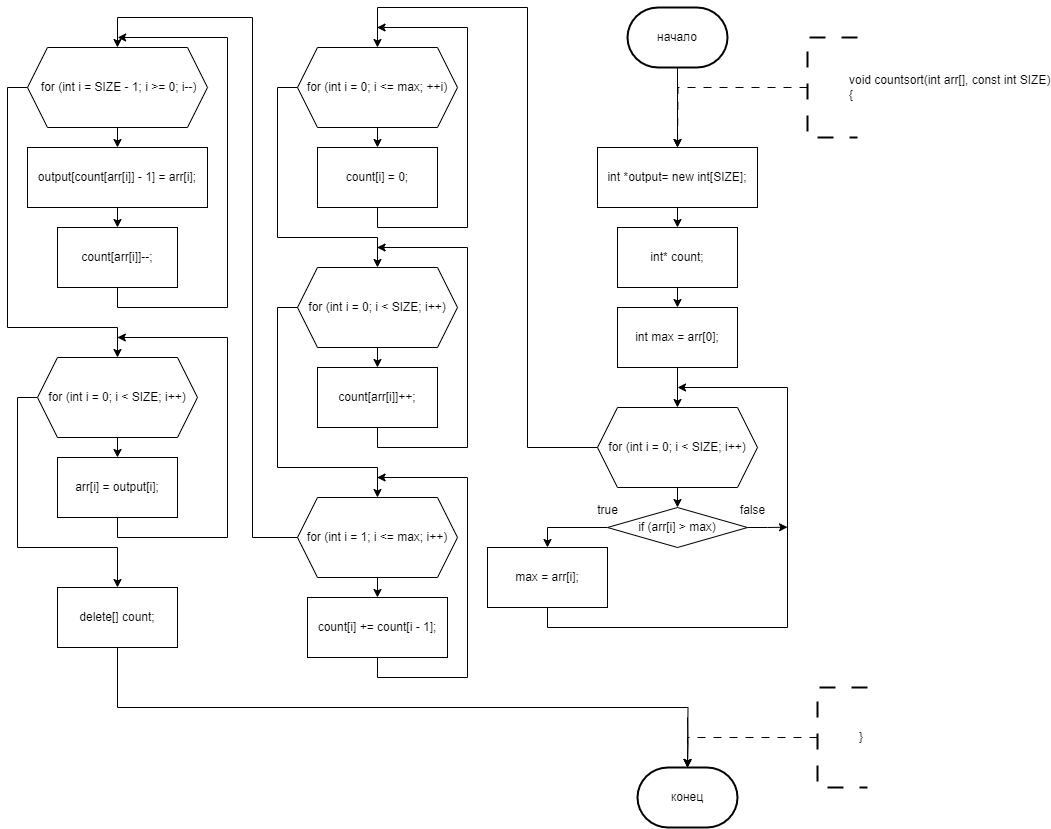 начало
void countsort(int arr[], const int SIZE)
{
int *output= new int[SIZE];
int* count;
int max = arr[0];
for (int i = 0; i < SIZE; i++)
if (arr[i] > max)
true
false
max = arr[i];
for (int i = 0; i <= max; ++i)
count[i] = 0;
for (int i = 0; i < SIZE; i++)
count[arr[i]]++;
for (int i = 1; i <= max; i++)
count[i] += count[i - 1];
for (int i = SIZE - 1; i >= 0; i--)
output[count[arr[i]] - 1] = arr[i];
count[arr[i]]--;
for (int i = 0; i < SIZE; i++)
arr[i] = output[i];
delete[] count;
}
конец